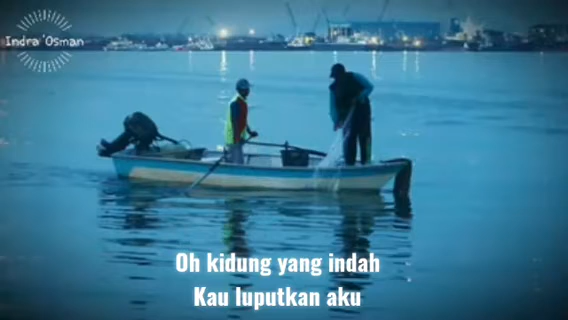 Indra Osman
Oh kidung yang indah
Kau luputkan aku